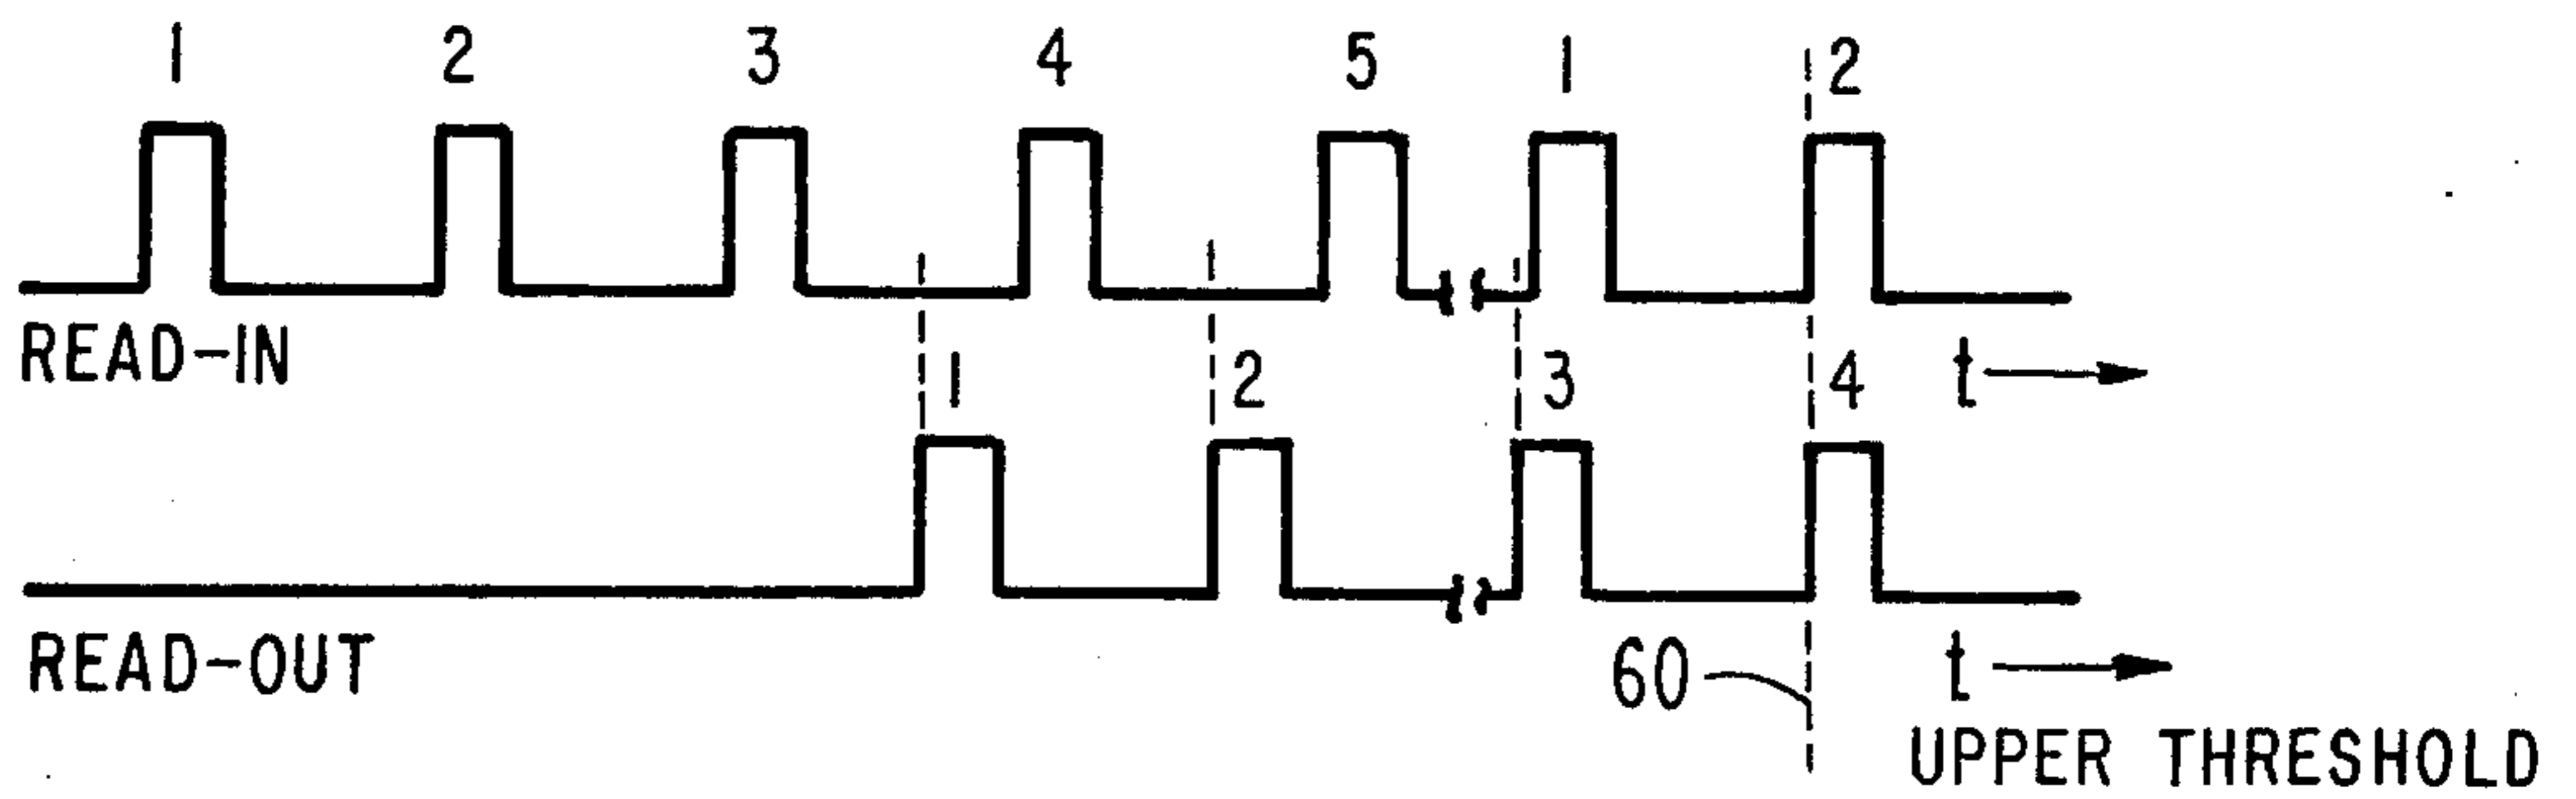 1 2 3 4 5 1 2
READ-IN
1 2 3 4 t
READ-OUT
60 t
UPPER THRESHOLD